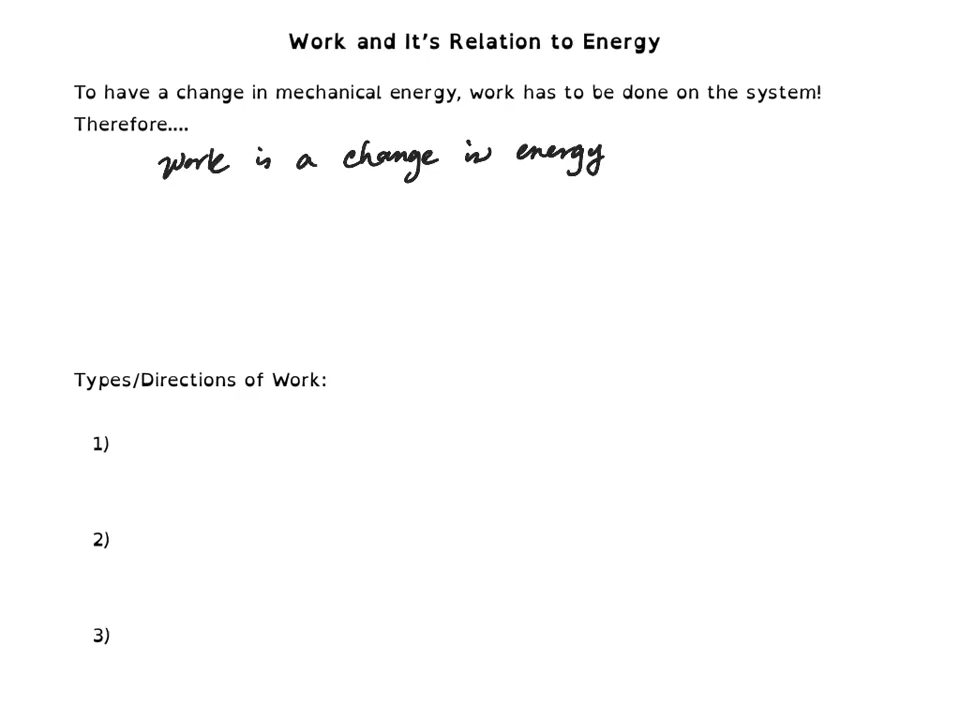 Work and It's Relation to Energy
To have a change in mechanical energy, work has to be done on the system!
Therefore....
work is a change in energy
Types/Directions of Work:
1)
2)
3)